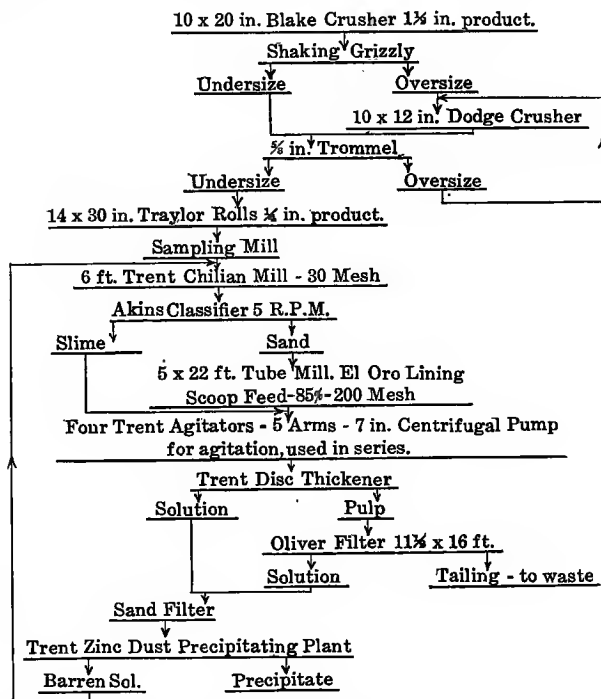 10 x 20 in. Blake Crusher 1½ in. product.
Shaking Grizzly
Undersize Oversize
10 x 12 in. Dodge Crusher
⅝ in. Trommel
Undersize Oversize
14 x 30 in. Traylor Rolls ¼ in. product.
Sampling Mill
6 ft. Trent Chilian Mill - 30 Mesh
Akins Classifier 5 R.P.M.
Slime Sand
5 x 22 ft. Tube Mill. El Oro Lining
Scoop Feed-85%-200 Mesh
Four Trent Agitators - 5 Arms - 7 in. Centrifugal Pump
for agitation, used in series.
Trent Disc Thickener
Solution Pulp
Oliver Filter 11½ x 16 ft.
Solution Tailing - to waste
Sand Filter
Trent Zinc Dust Precipitating Plant
Barren Sol. Precipitate